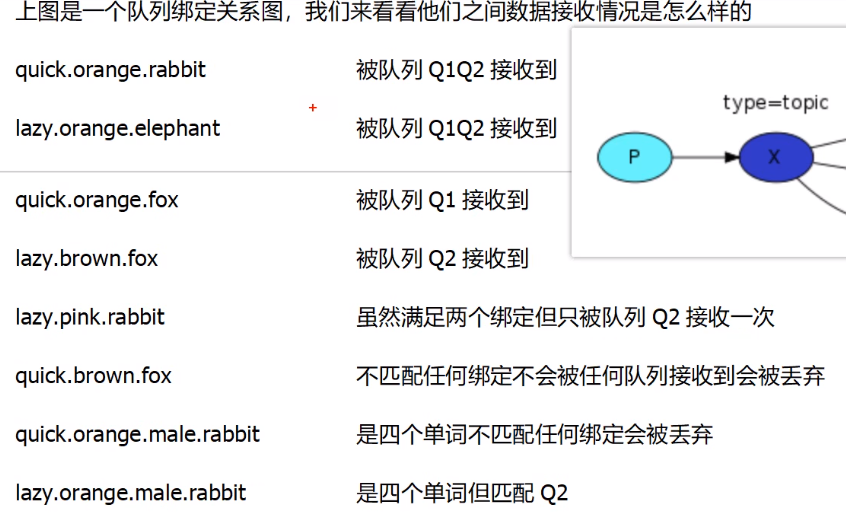 上图是一个队列绑定关系图，我们来看看他们之间数据接收情况是怎么样的
quick.orange.rabbit 被队列 Q1Q2 接收到
lazy.orange.elephant 被队列 Q1Q2 接收到
type=topic
P X
quick.orange.fox 被队列 Q1 接收到
lazy.brown.fox 被队列 Q2 接收到
lazy.pink.rabbit 虽然满足两个绑定但只被队列 Q2 接收一次
quick.brown.fox 不匹配任何绑定不会被任何队列接收到会被丢弃
quick.orange.male.rabbit 是四个单词不匹配任何绑定会被丢弃
lazy.orange.male.rabbit 是四个单词但匹配 Q2